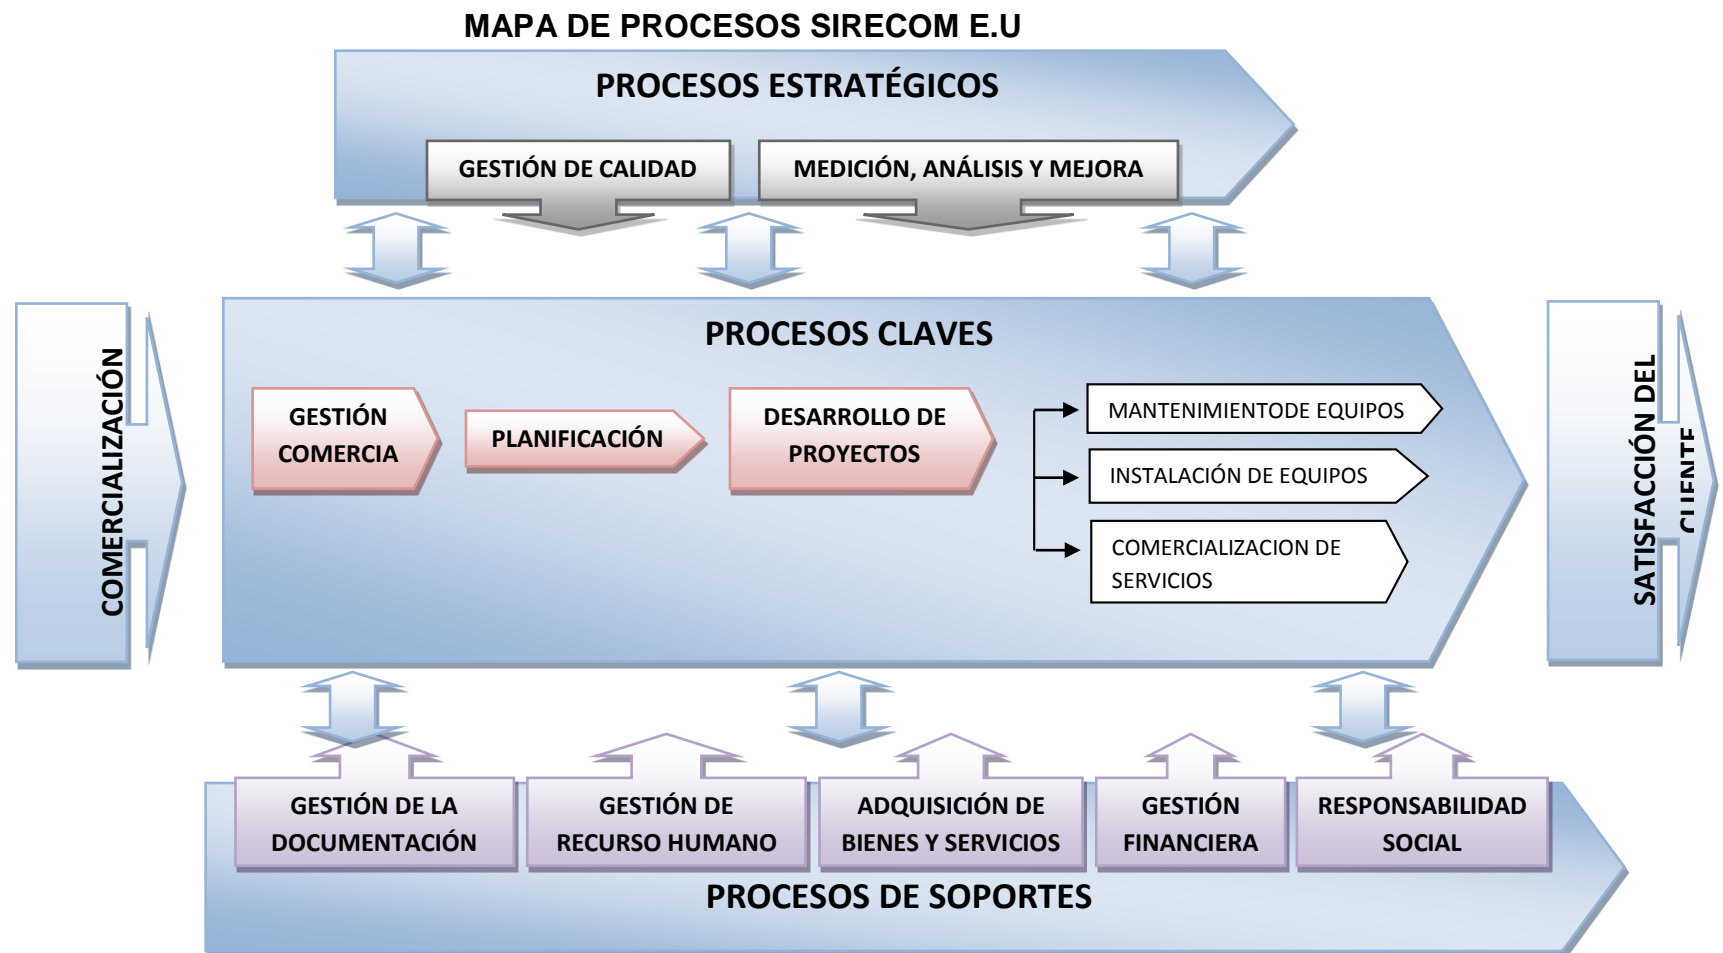 MAPA DE PROCESOS SIRECOM E.U
PROCESOS ESTRATÉGICOS
GESTIÓN DE CALIDAD
MEDICIÓN, ANÁLISIS Y MEJORA
COMERCIALIZACIÓN
PROCESOS CLAVES
GESTIÓN
COMERCIA
PLANIFICACIÓN
DESARROLLO DE
PROYECTOS
MANTENIMIENTODE EQUIPOS
INSTALACIÓN DE EQUIPOS
COMERCIALIZACION DE
SERVICIOS
SATISFACCIÓN DEL
CLIENTE
GESTIÓN DE LA
DOCUMENTACIÓN
GESTIÓN DE
RECURSO HUMANO
ADQUISICIÓN DE
BIENES Y SERVICIOS
GESTIÓN
FINANCIERA
RESPONSABILIDAD
SOCIAL
PROCESOS DE SOPORTES